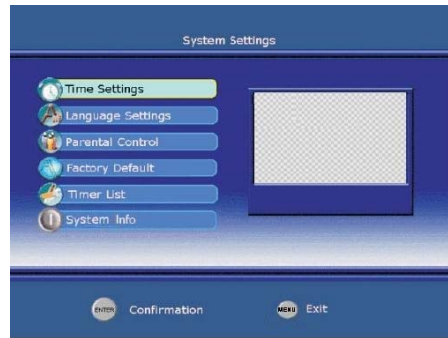 System Settings
Time Settings
Language Settings
Parental Control
Factory Default
Timer List
System Info
ENTER Confirmation
MENU Exit